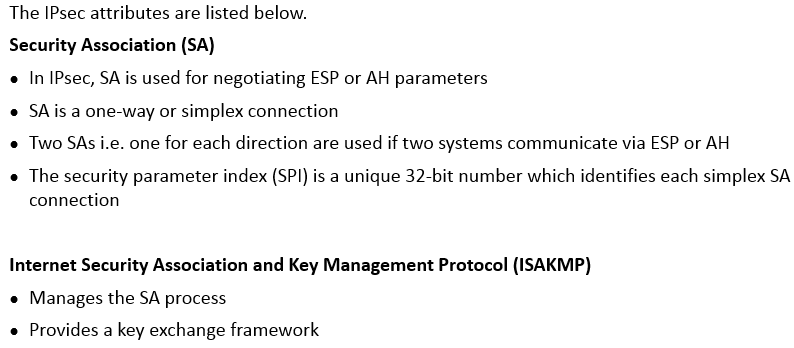 The IPsec attributes are listed below.
Security Association (SA)
• In IPsec, SA is used for negotiating ESP or AH parameters
• SA is a one-way or simplex connection
• Two SAs i.e. one for each direction are used if two systems communicate via ESP or AH
• The security parameter index (SPI) is a unique 32-bit number which identifies each simplex SA
connection
Internet Security Association and Key Management Protocol (ISAKMP)
• Manages the SA process
• Provides a key exchange framework